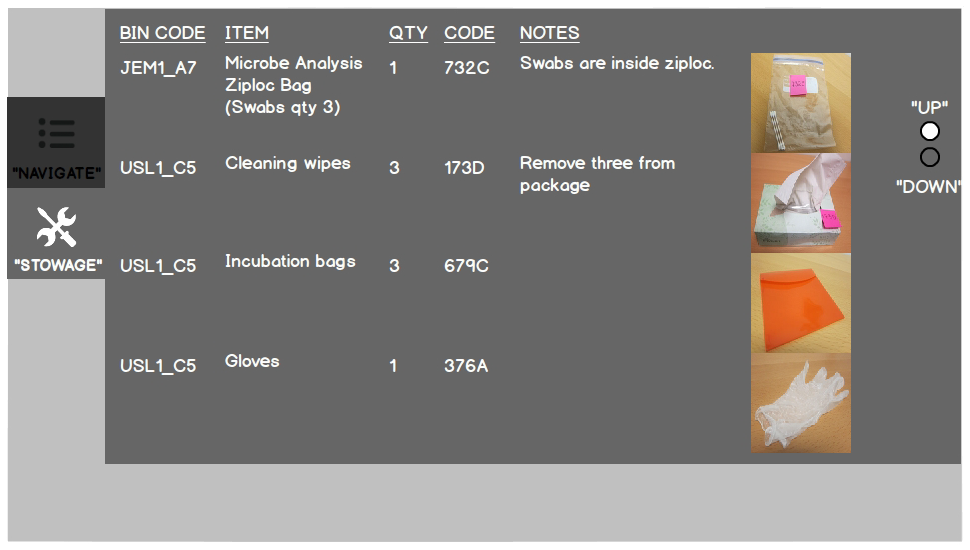 BIN CODE ITEM QTY CODE NOTES
JEM1_A7 Microbe Analysis 1 732C Swabs are inside ziploc.
Ziploc Bag
(Swabs qty 3)
"NAVIGATE"
USL1_C5 Cleaning wipes 3 173D Remove three from
package
"STOWAGE"
USL1_C5 Incubation bags 3 679C
USL1_C5 Gloves 1 376A
"UP"
"DOWN"